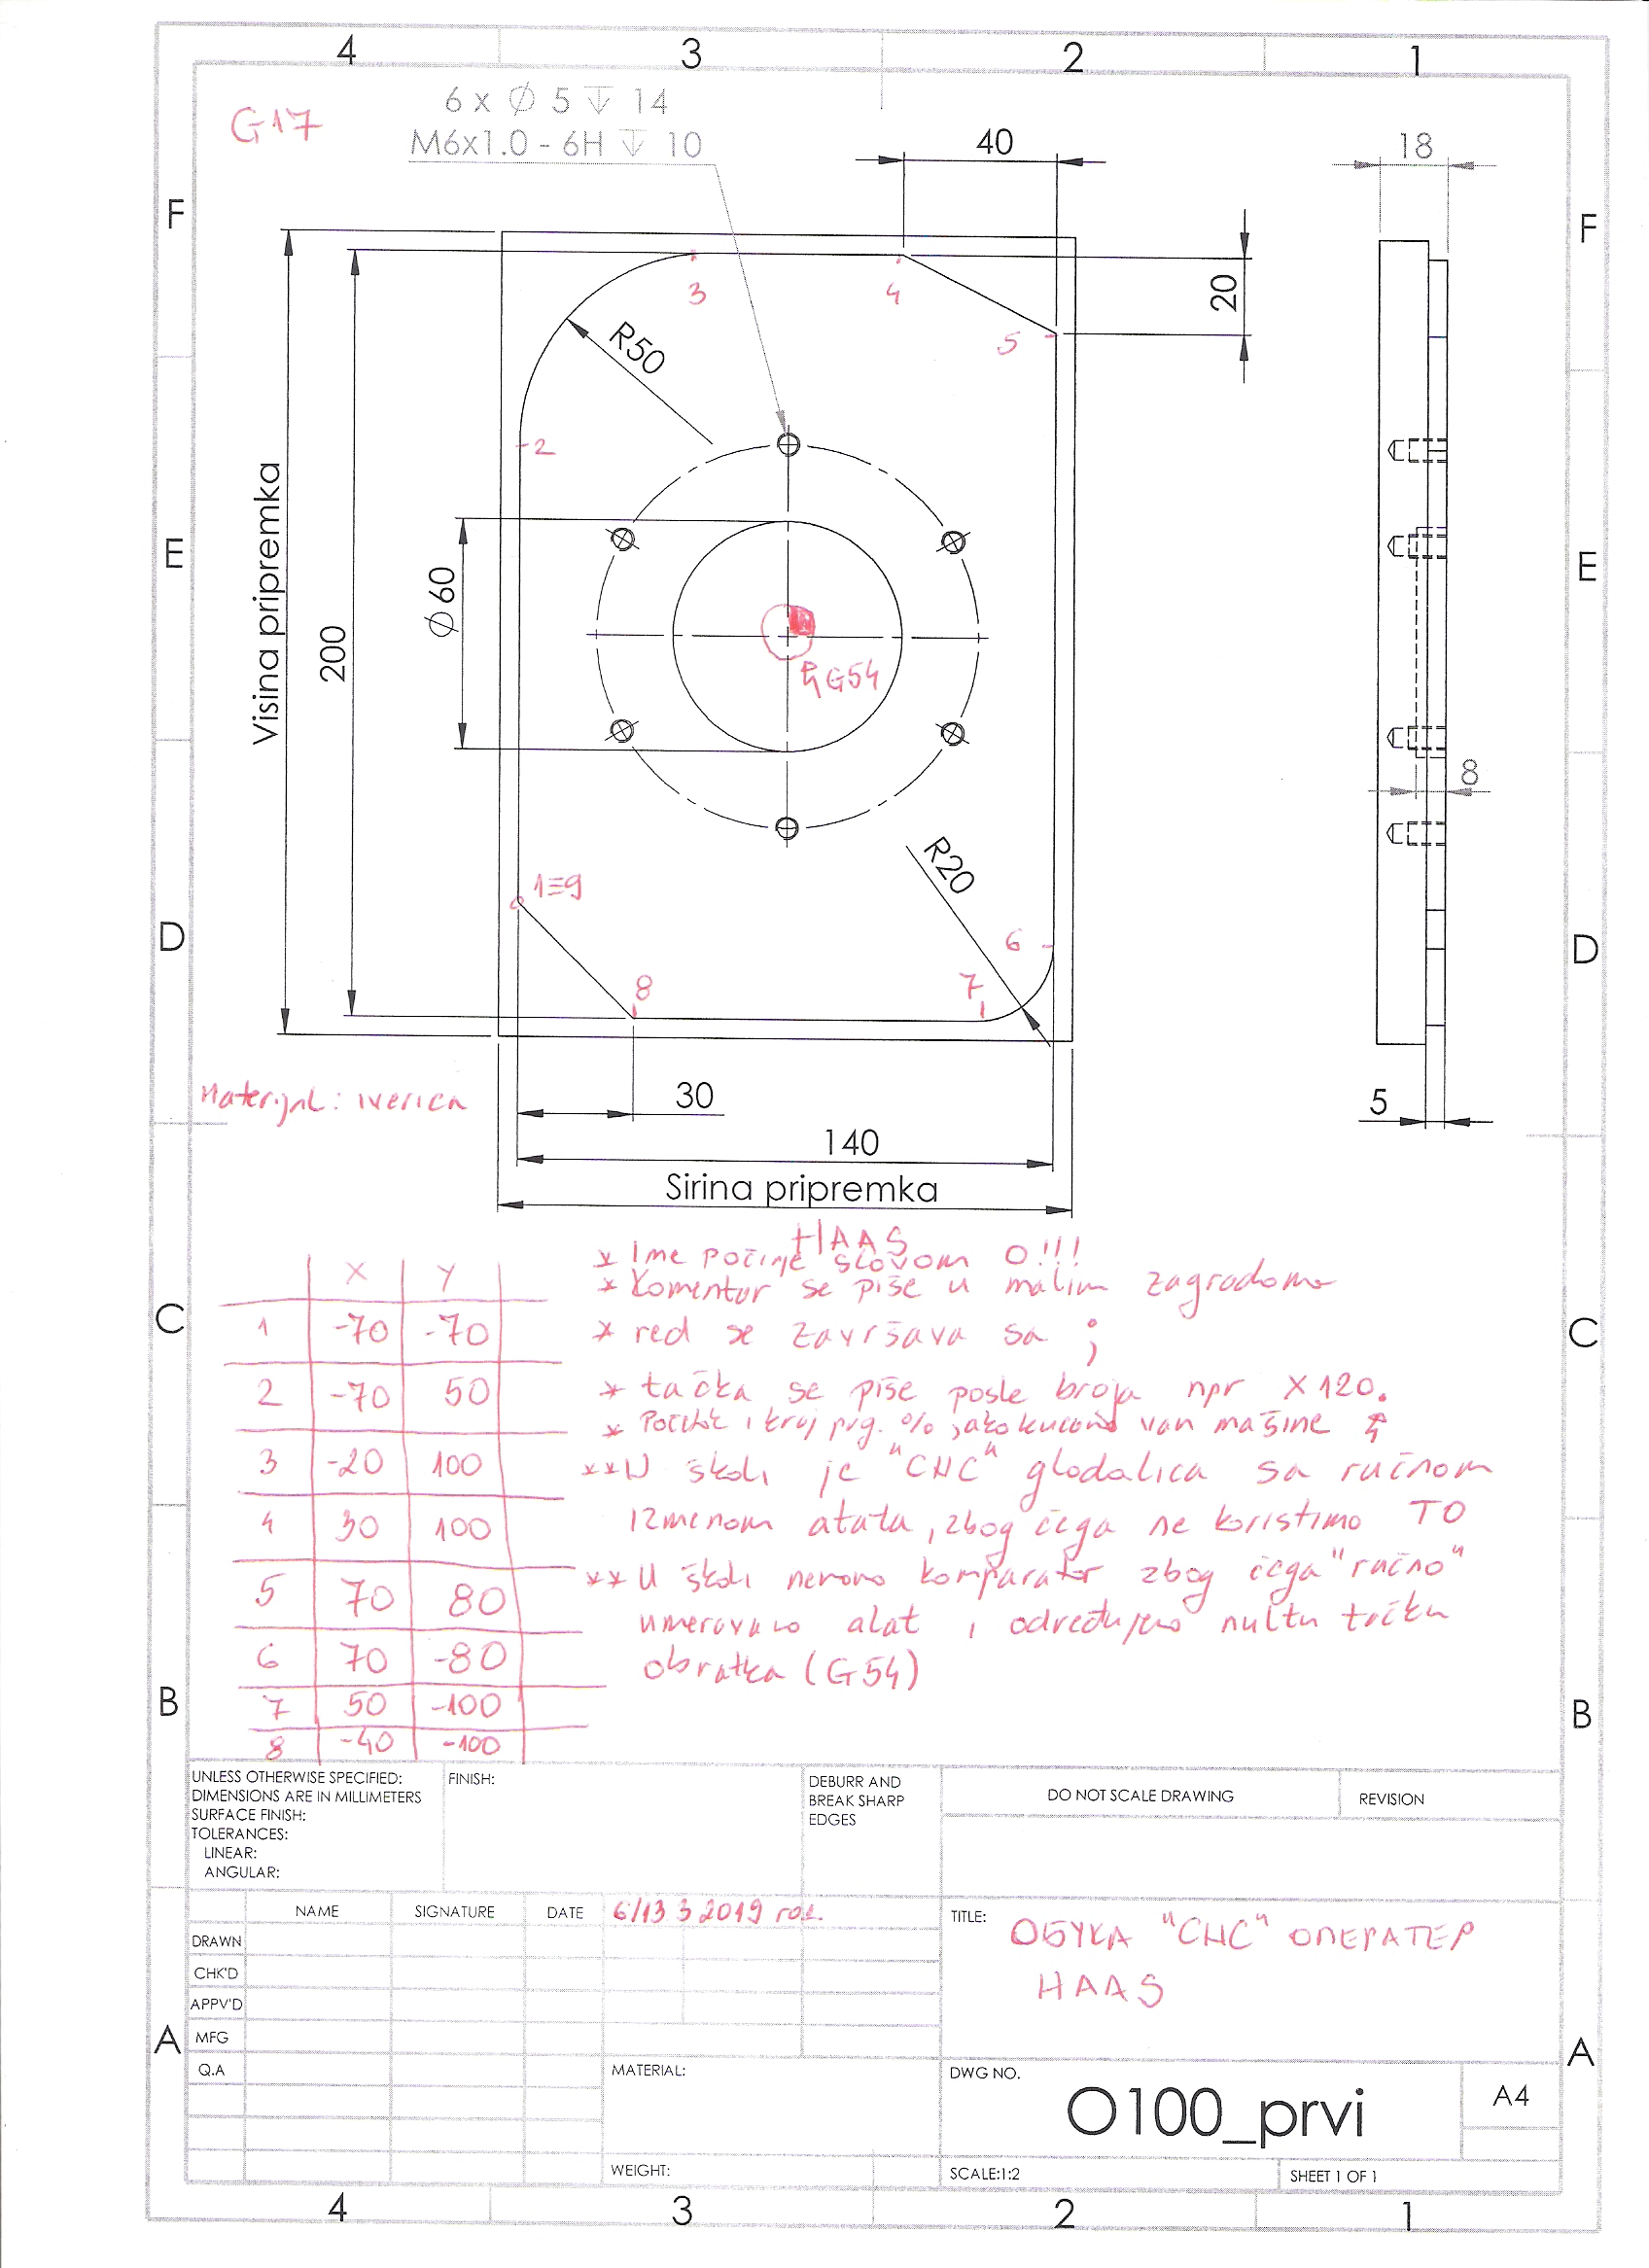 4 3 2 1
6 x ∅ 5 ↧ 14
M6x1.0 - 6H ↧ 10
G17
40
18
F F
20
3 4
5
R50
2
E E
Visina pripremka
200
∅ 60
G54
8
R20
1≡9
6
D D
8
7
Materijal: iverica
30
5
140
Sirina pripremka
HAAS
* Ime počinje slovom O!!!
* Komentar se piše u malim zagradama
* red se završava sa ;
* tačka se piše posle broja npr X120.
* Početak i kraj prg. % ako kucano van mašine
** U školi je "CNC" glodalica sa ručnom
izmenom alata, zbog čega ne koristimo TO
** U školi nemamo komparator zbog čega "ručno"
umeravamo alat i određujemo nultu tačku
obratka (G54)
X Y
1 -70 -70
2 -70 50
3 -20 100
4 30 100
5 70 80
6 70 -80
7 50 -100
8 -40 -100
C C
B B
UNLESS OTHERWISE SPECIFIED:
DIMENSIONS ARE IN MILLIMETERS
SURFACE FINISH:
TOLERANCES:
LINEAR:
ANGULAR:
FINISH:
DEBURR AND
BREAK SHARP
EDGES
DO NOT SCALE DRAWING
REVISION
NAME SIGNATURE DATE
6/13 3 2019 god.
DRAWN
CHK'D
APPV'D
MFG
Q.A
TITLE:
ОБУКА "CNC" ОПЕРАТЕР
HAAS
MATERIAL:
DWG NO.
O100_prvi
A4
WEIGHT:
SCALE:1:2
SHEET 1 OF 1
A A
4 3 2 1